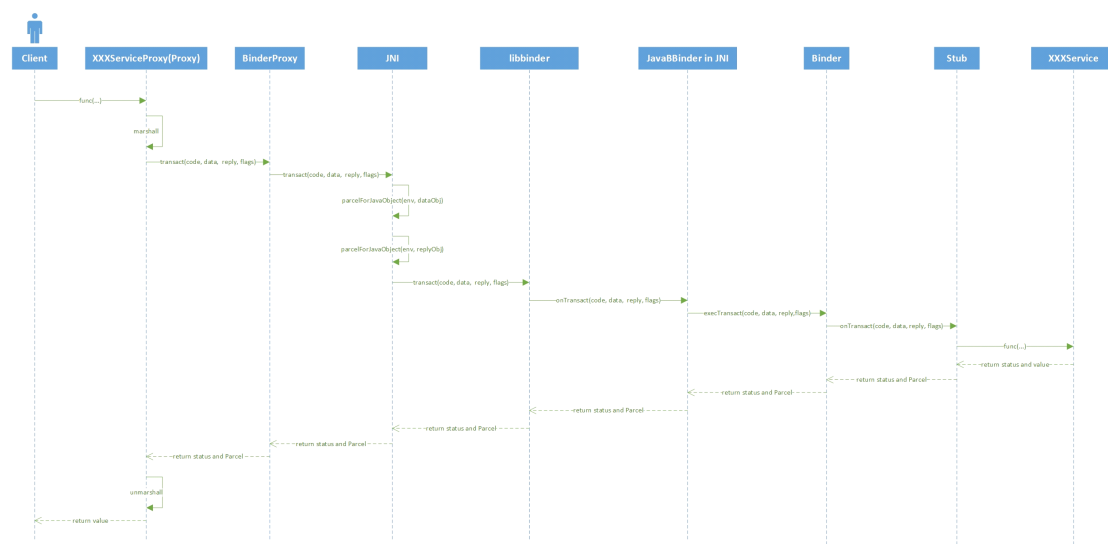 Client
XXXServiceProxy(Proxy)
BinderProxy
JNI
libbinder
JavaBBinder in JNI
Binder
Stub
XXXService
func(...)
marshall
transact(code, data, reply, flags)
transact(code, data, reply, flags)
parcelForJavaObject(env, dataObj)
parcelForJavaObject(env, replyObj)
transact(code, data, reply, flags)
onTransact(code, data, reply, flags)
execTransact(code, data, reply,flags)
onTransact(code, data, reply, flags)
func(...)
return status and value
return status and Parcel
return status and Parcel
return status and Parcel
return status and Parcel
return status and Parcel
return status and Parcel
unmarshall
return value